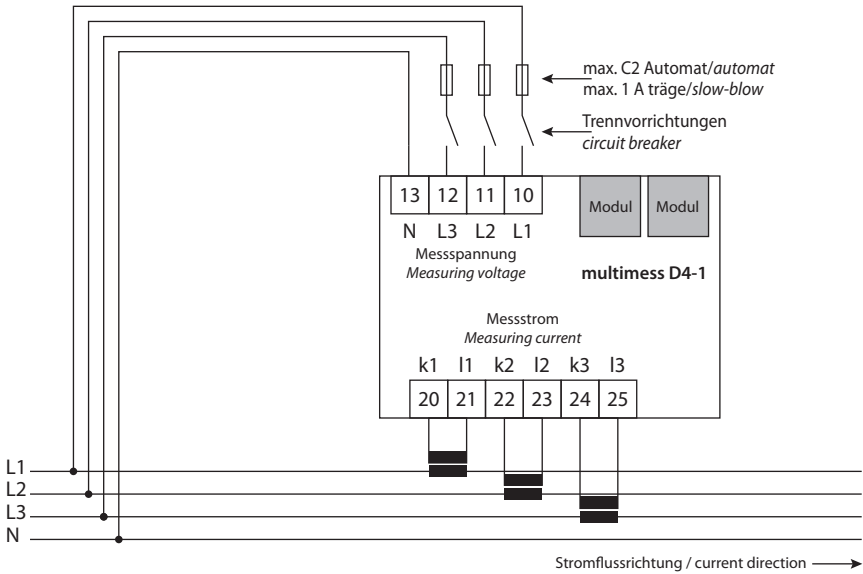 max. C2 Automat/automat
max. 1 A träge/slow-blow
Trennvorrichtungen
circuit breaker
13 12 11 10
Modul Modul
N L3 L2 L1
Messspannung
Measuring voltage
multimess D4-1
Messstrom
Measuring current
k1 l1 k2 l2 k3 l3
20 21 22 23 24 25
L1
L2
L3
N
Stromflussrichtung / current direction